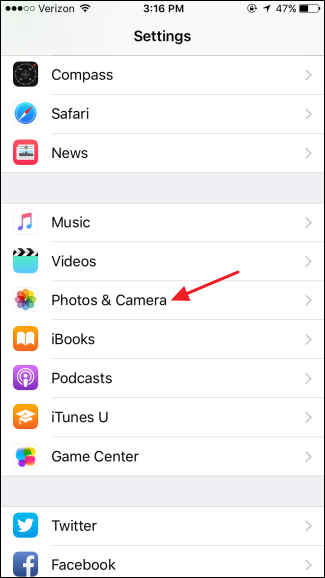 Verizon 3:16 PM 47%
Settings
Compass
Safari
News
Music
Videos
Photos & Camera
iBooks
Podcasts
iTunes U
Game Center
Twitter
Facebook